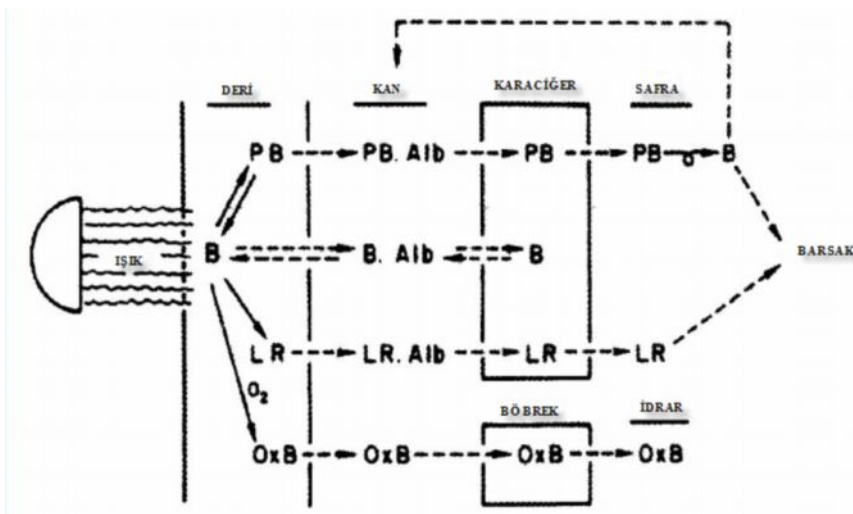 DERİ KAN KARACİĞER SAFRA
PB PB. Alb PB PB B
IŞIK B B. Alb B BARSAK
LR LR. Alb LR LR
O₂
BÖBREK İDRAR
OxB OxB OxB OxB